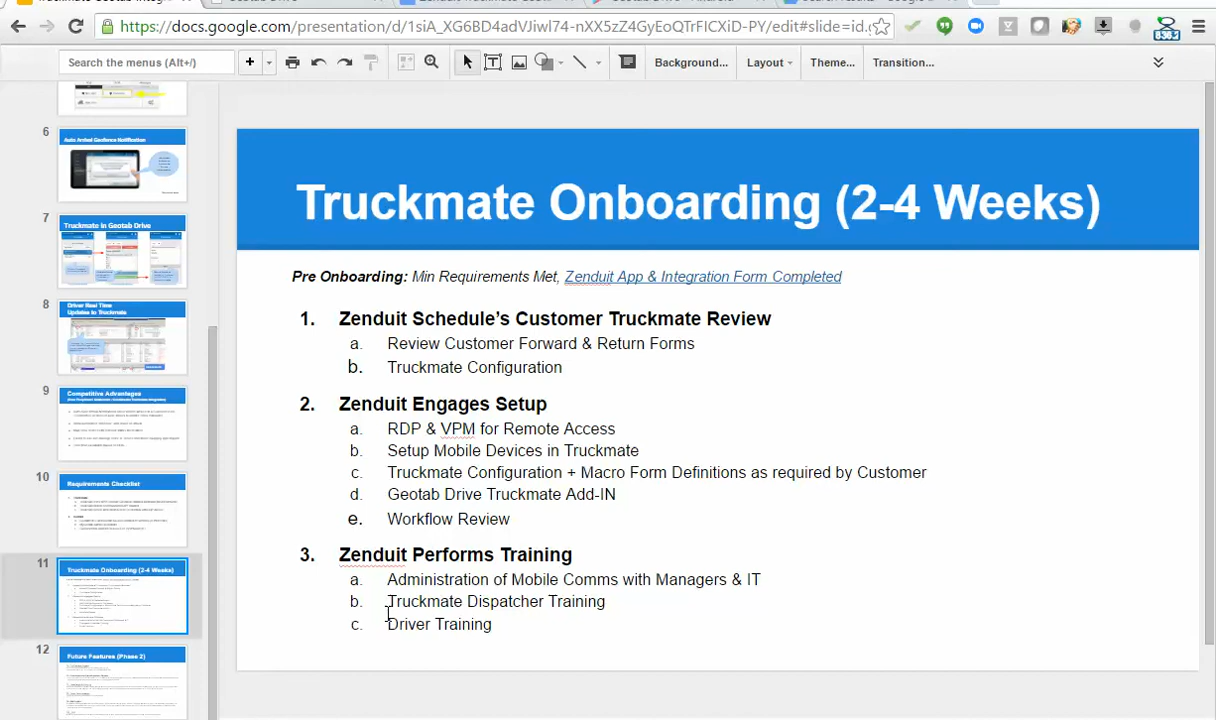 https://docs.google.com/presentation/d/1siA_XG6BD4adVJiwl74-nXX5zZ4GyEoQTrFICXiD-PY/edit#slide=id.g
Search the menus (Alt+/)
Background...
Layout
Theme...
Transition...
6
Auto Arrived Geofence Notification
7
Truckmate in Geotab Drive
8
Driver Real Time
Updates to Truckmate
9
Competitive Advantages
10
Requirements Checklist
11
Truckmate Onboarding (2-4 Weeks)
12
Future Features (Phase 2)
Truckmate Onboarding (2-4 Weeks)
Pre Onboarding: Min Requirements Met, Zenduit App & Integration Form Completed
1. Zenduit Schedule's Customer Truckmate Review
a. Review Customer Forward & Return Forms
b. Truckmate Configuration
2. Zenduit Engages Setup
a. RDP & VPM for Remote Access
b. Setup Mobile Devices in Truckmate
c. Truckmate Configuration + Macro Form Definitions as required by Customer
d. Geotab Drive Truckmate Add-IN
e. Workflow Review
3. Zenduit Performs Training
a. Administration of Mobile Comms with Managers & IT
b. Truckmate Dispatcher Training
c. Driver Training